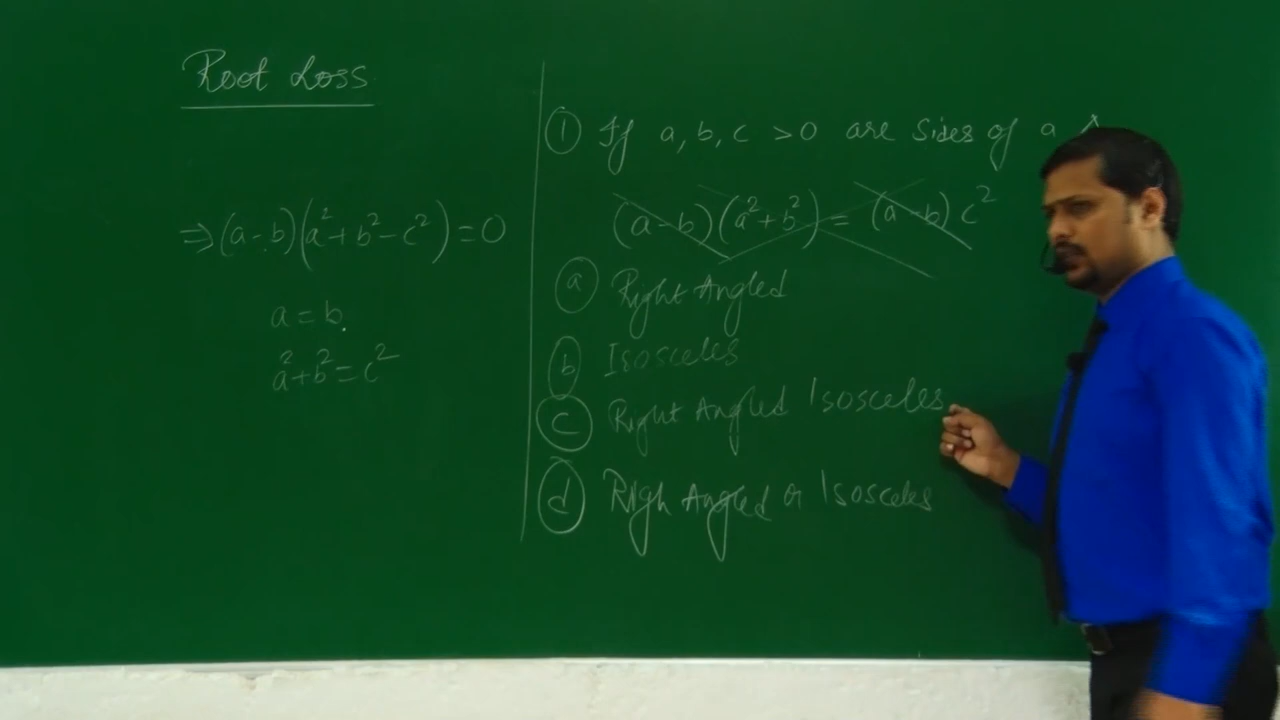 Root Loss
⇒(a-b)(a²+b²-c²)=0
a=b
a²+b²=c²
① If a, b, c >0 are sides of a
(a-b)(a²+b²)=(a-b)c²
ⓐ Right Angled
ⓑ Isosceles
ⓒ Right Angled Isosceles
ⓓ Righ Angled or Isosceles